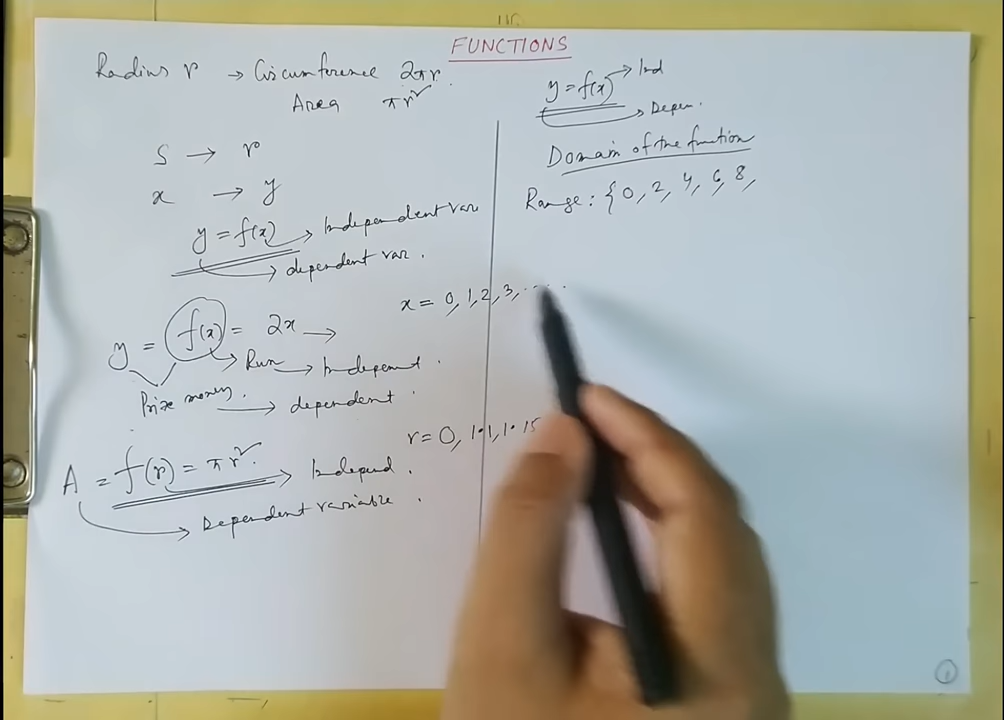 FUNCTIONS
Radius r → Circumference 2πr.
Area πr²
S → r
x → y
y = f(x) → Independent var
→ dependent var.
x = 0, 1, 2, 3, .....
y = f(x) = 2x →
→ Run → Indepennt.
Prize money. → dependent.
r = 0, 1.1, 1.15
A = f(r) = πr². → Independ.
→ Dependent variable.
y = f(x) → Ind
→ Depen.
Domain of the function
Range : {0, 2, 4, 6, 8,
1